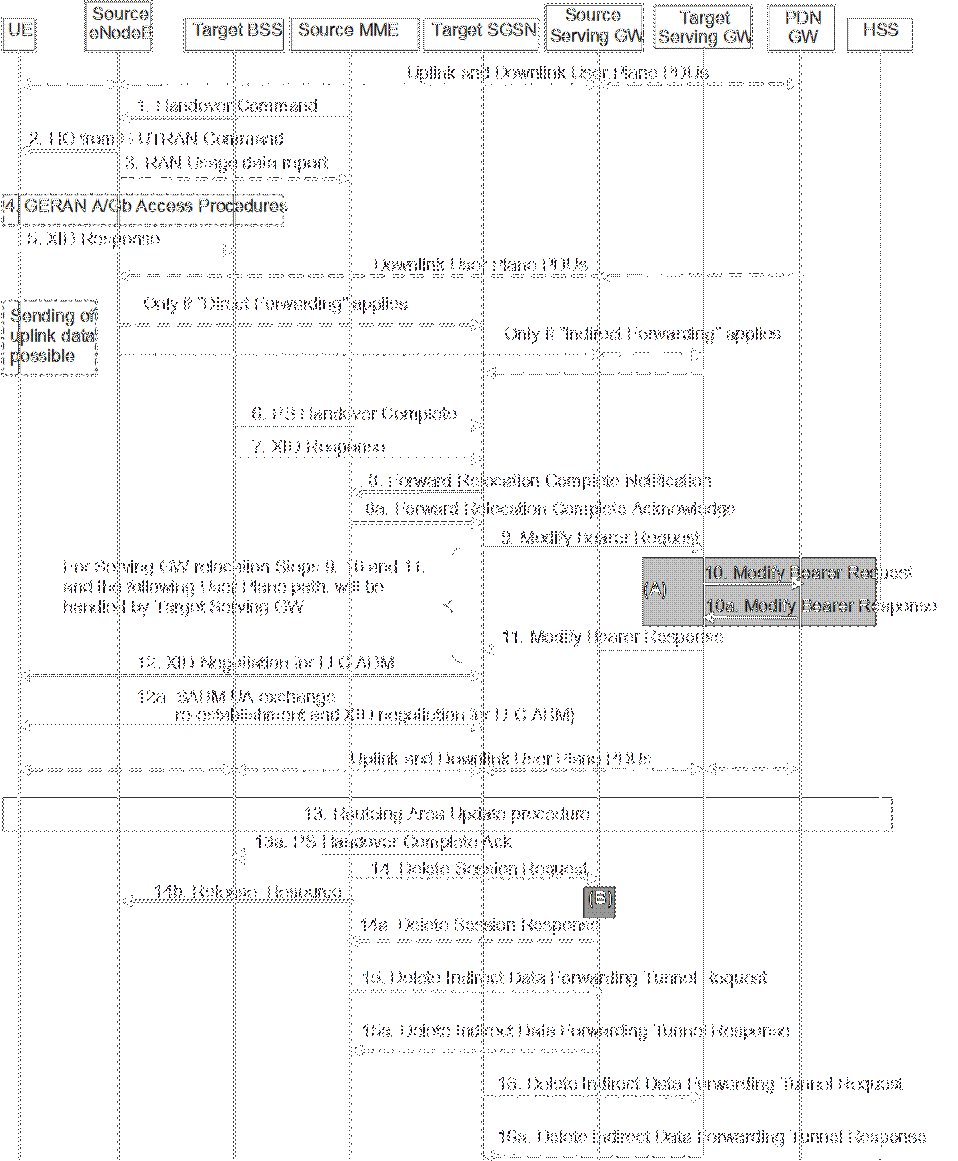 UE
Source
eNodeB
Target BSS
Source MME
Target SGSN
Source
Serving GW
Target
Serving GW
PDN
GW
HSS
Uplink and Downlink User Plane PDUs
1. Handover Command
2. HO from E-UTRAN Command
3. RAN Usage data report
4. GERAN A/Gb Access Procedures
5. XID Response
Downlink User Plane PDUs
Only if "Direct Forwarding" applies
Sending of
uplink data
possible
Only if "Indirect Forwarding" applies
6. PS Handover Complete
7. XID Response
8. Forward Relocation Complete Notification
8a. Forward Relocation Complete Acknowledge
9. Modify Bearer Request
For Serving GW relocation Steps 9, 10 and 11,
and the following User Plane path, will be
handled by Target Serving GW
(A)
10. Modify Bearer Request
10a. Modify Bearer Response
11. Modify Bearer Response
12. XID Negotiation for LLC ADM
12a. SABM UA exchange
re-establishment and XID negotiation for LLC ABM)
Uplink and Downlink User Plane PDUs
13. Routeing Area Update procedure
13a. PS Handover Complete Ack
14. Delete Session Request
14b. Release Resource
(B)
14a. Delete Session Response
15. Delete Indirect Data Forwarding Tunnel Request
15a. Delete Indirect Data Forwarding Tunnel Response
16. Delete Indirect Data Forwarding Tunnel Request
16a. Delete Indirect Data Forwarding Tunnel Response